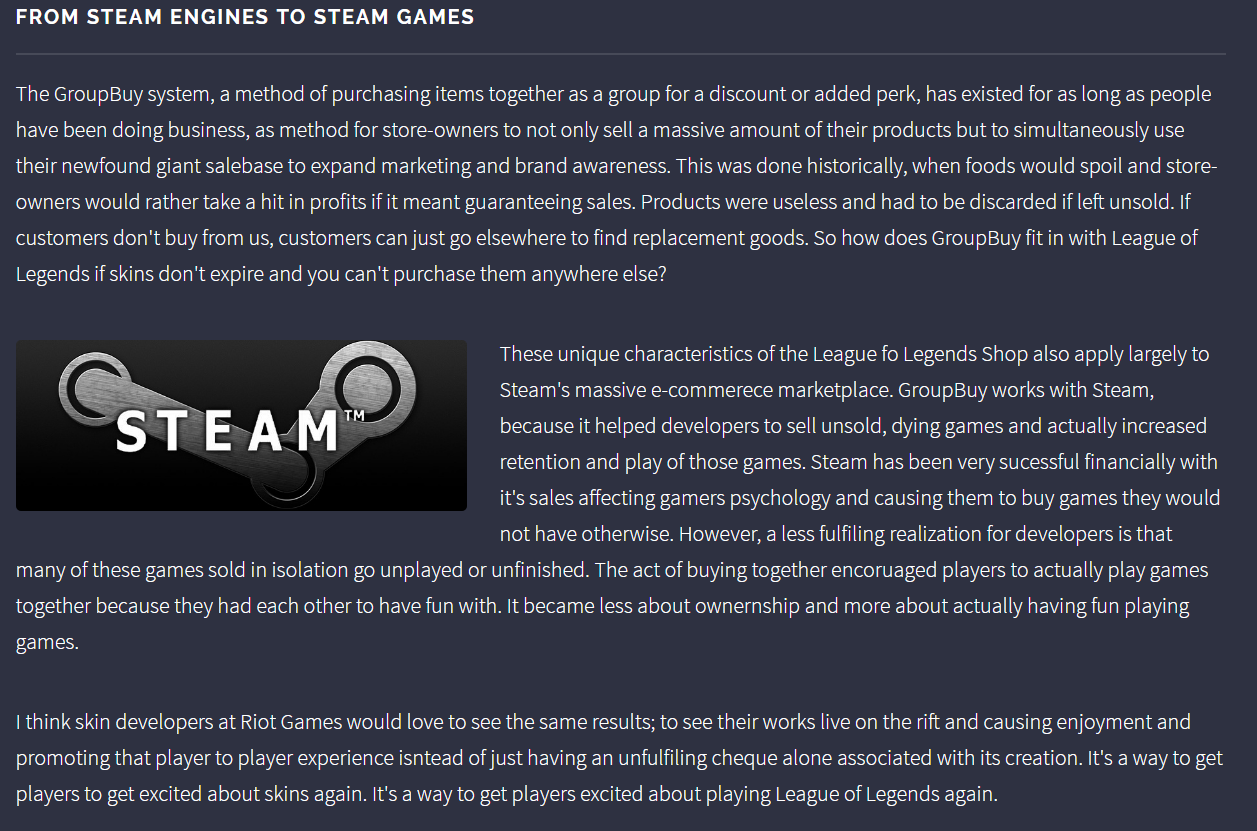 FROM STEAM ENGINES TO STEAM GAMES
The GroupBuy system, a method of purchasing items together as a group for a discount or added perk, has existed for as long as people
have been doing business, as method for store-owners to not only sell a massive amount of their products but to simultaneously use
their newfound giant salebase to expand marketing and brand awareness. This was done historically, when foods would spoil and store-
owners would rather take a hit in profits if it meant guaranteeing sales. Products were useless and had to be discarded if left unsold. If
customers don't buy from us, customers can just go elsewhere to find replacement goods. So how does GroupBuy fit in with League of
Legends if skins don't expire and you can't purchase them anywhere else?
STEAM™
These unique characteristics of the League fo Legends Shop also apply largely to
Steam's massive e-commerece marketplace. GroupBuy works with Steam,
because it helped developers to sell unsold, dying games and actually increased
retention and play of those games. Steam has been very sucessful financially with
it's sales affecting gamers psychology and causing them to buy games they would
not have otherwise. However, a less fulfiling realization for developers is that
many of these games sold in isolation go unplayed or unfinished. The act of buying together encoruaged players to actually play games
together because they had each other to have fun with. It became less about ownernship and more about actually having fun playing
games.
I think skin developers at Riot Games would love to see the same results; to see their works live on the rift and causing enjoyment and
promoting that player to player experience isntead of just having an unfulfiling cheque alone associated with its creation. It's a way to get
players to get excited about skins again. It's a way to get players excited about playing League of Legends again.